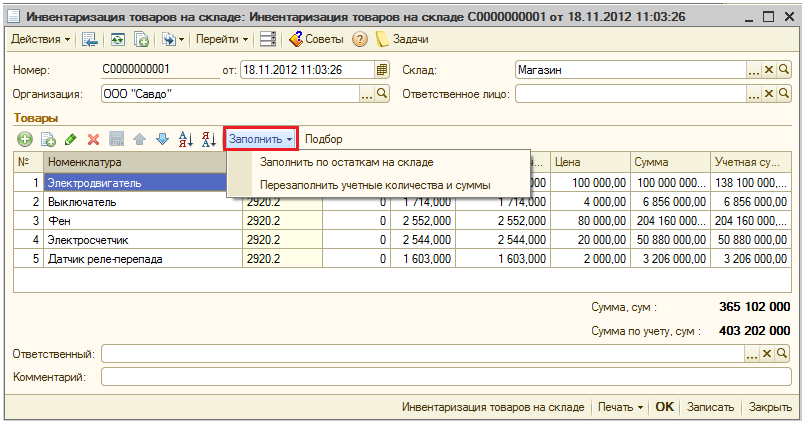 Инвентаризация товаров на складе: Инвентаризация товаров на складе С0000000001 от 18.11.2012 11:03:26
Действия Перейти Советы Задачи
Номер: С0000000001 от: 18.11.2012 11:03:26 Склад: Магазин
Организация: ООО "Савдо" Ответственное лицо:
Товары
Заполнить Подбор
Заполнить по остаткам на складе
Перезаполнить учетные количества и суммы
№ Номенклатура Цена Сумма Учетная су...
1 Электродвигатель 000 100 000,00 100 000 000... 138 100 000,...
2 Выключатель 2920.2 0 1 714,000 1 714,000 4 000,00 6 856 000,00 6 856 000,00
3 Фен 2920.2 0 2 552,000 2 552,000 80 000,00 204 160 000... 204 160 000,...
4 Электросчетчик 2920.2 0 2 544,000 2 544,000 20 000,00 50 880 000,00 50 880 000,00
5 Датчик реле-перепада 2920.2 0 1 603,000 1 603,000 2 000,00 3 206 000,00 3 206 000,00
Сумма, сум : 365 102 000
Сумма по учету, сум : 403 202 000
Ответственный:
Комментарий:
Инвентаризация товаров на складе Печать OK Записать Закрыть